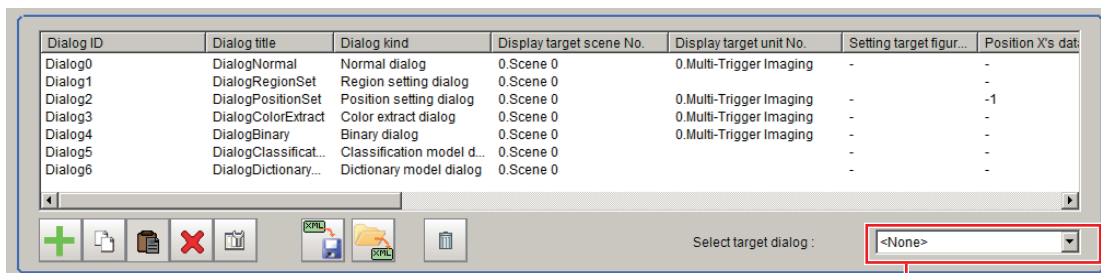 Dialog ID Dialog title Dialog kind Display target scene No. Display target unit No. Setting target figur... Position X's data
Dialog0 DialogNormal Normal dialog 0.Scene 0 0.Multi-Trigger Imaging - -
Dialog1 DialogRegionSet Region setting dialog 0.Scene 0 -
Dialog2 DialogPositionSet Position setting dialog 0.Scene 0 0.Multi-Trigger Imaging - -1
Dialog3 DialogColorExtract Color extract dialog 0.Scene 0 0.Multi-Trigger Imaging - -
Dialog4 DialogBinary Binary dialog 0.Scene 0 0.Multi-Trigger Imaging - -
Dialog5 DialogClassificat... Classification model d... 0.Scene 0 - -
Dialog6 DialogDictionary... Dictionary model dialog 0.Scene 0 - -
XML XML Select target dialog : <None>